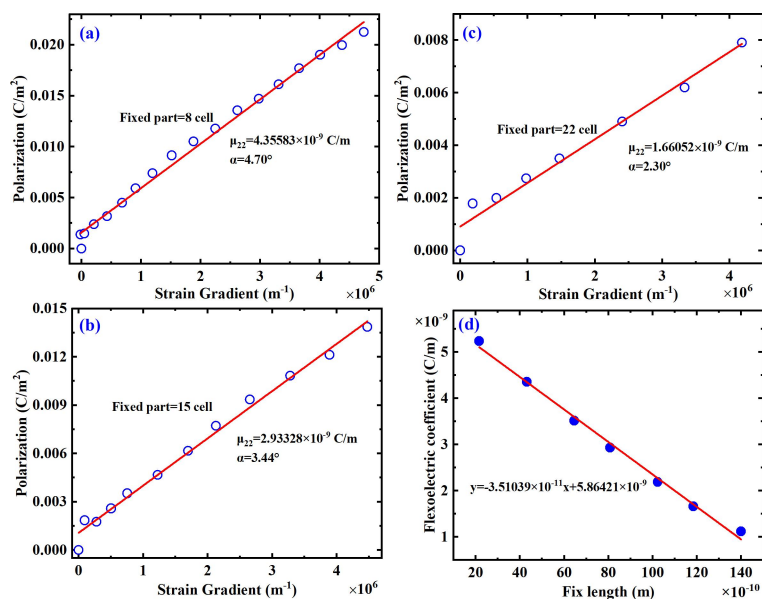 (a)
0.020
0.015
0.010
0.005
0.000
Polarization (C/m²)
Fixed part=8 cell
μ₂₂=4.35583×10⁻⁹ C/m
α=4.70°
0 1 2 3 4 5
Strain Gradient (m⁻¹) ×10⁶
(c)
0.008
0.006
0.004
0.002
0.000
Polarization (C/m²)
Fixed part=22 cell
μ₂₂=1.66052×10⁻⁹ C/m
α=2.30°
0 1 2 3 4
Strain Gradient (m⁻¹) ×10⁶
(b)
0.015
0.012
0.009
0.006
0.003
0.000
Polarization (C/m²)
Fixed part=15 cell
μ₂₂=2.93328×10⁻⁹ C/m
α=3.44°
0 1 2 3 4
Strain Gradient (m⁻¹) ×10⁶
×10⁻⁹
(d)
5
4
3
2
1
Flexoelectric coefficient (C/m)
y=-3.51039×10⁻¹¹x+5.86421×10⁻⁹
20 40 60 80 100 120 140
Fix length (m) ×10⁻¹⁰